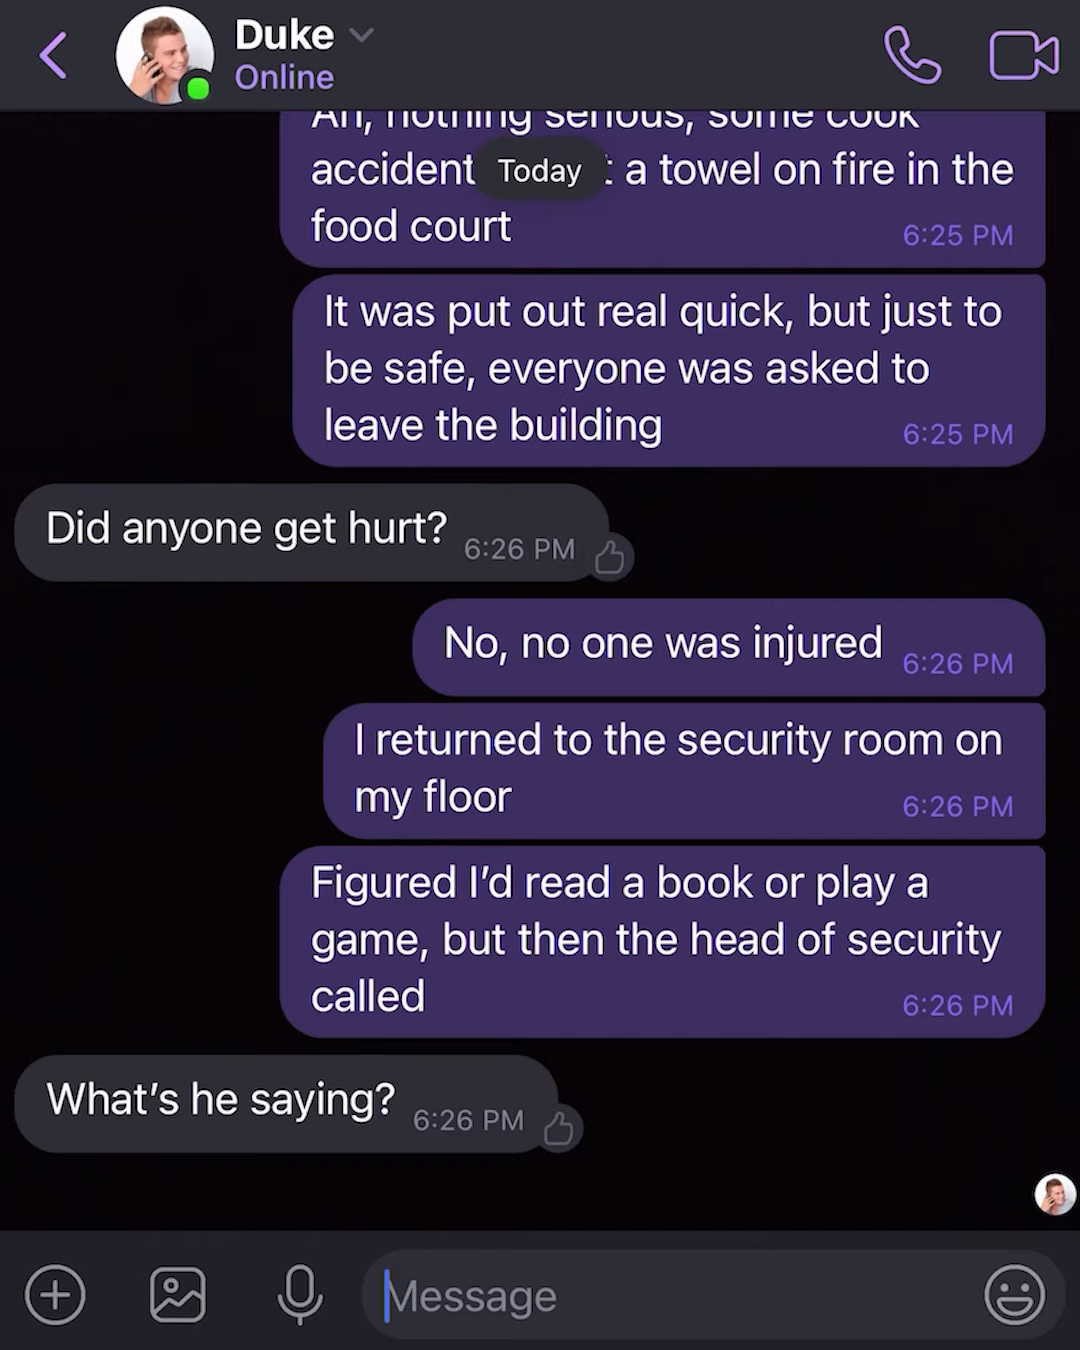 Duke
Online
Ah, nothing serious, some cook
accident
Today
a towel on fire in the
food court
6:25 PM
It was put out real quick, but just to
be safe, everyone was asked to
leave the building
6:25 PM
Did anyone get hurt?
6:26 PM
No, no one was injured
6:26 PM
I returned to the security room on
my floor
6:26 PM
Figured I’d read a book or play a
game, but then the head of security
called
6:26 PM
What’s he saying?
6:26 PM
Message